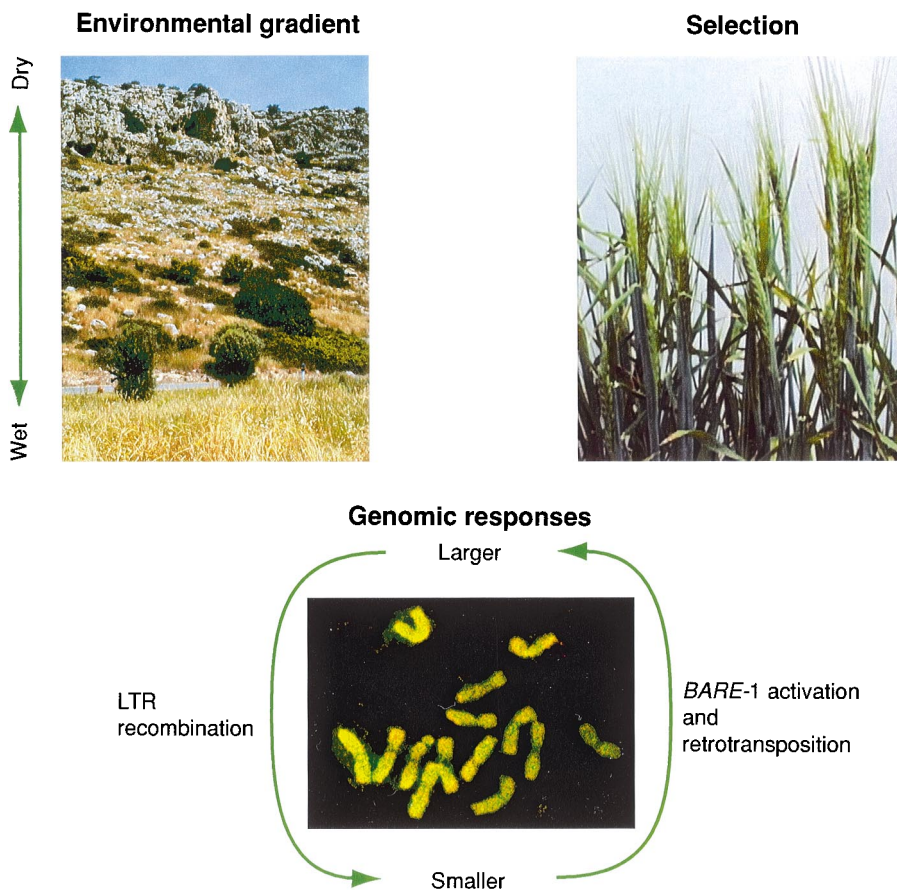 Environmental gradient
Selection
Dry
Wet
Genomic responses
Larger
LTR
recombination
BARE-1 activation
and
retrotransposition
Smaller